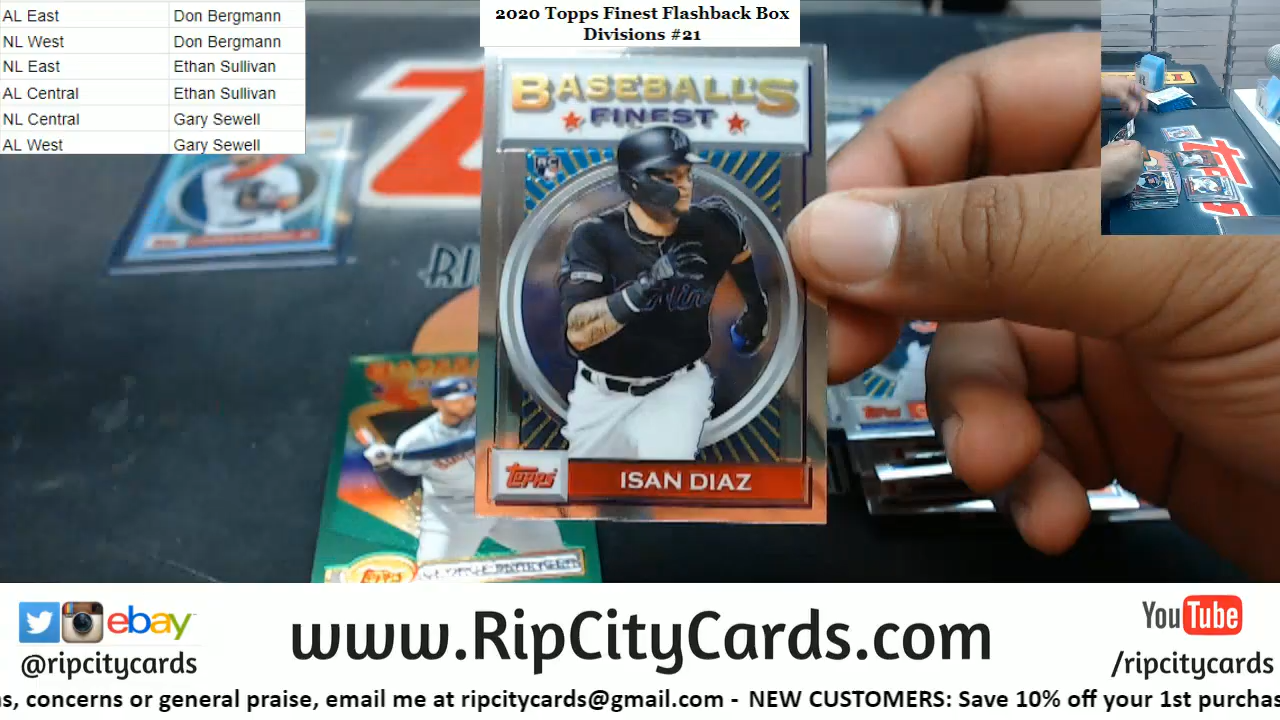 AL East Don Bergmann
NL West Don Bergmann
NL East Ethan Sullivan
AL Central Ethan Sullivan
NL Central Gary Sewell
AL West Gary Sewell
2020 Topps Finest Flashback Box
Divisions #21
BASEBALL'S
FINEST
RC
Topps
ISAN DIAZ
ebay
@ripcitycards
www.RipCityCards.com
YouTube
/ripcitycards
s, concerns or general praise, email me at ripcitycards@gmail.com - NEW CUSTOMERS: Save 10% off your 1st purchas